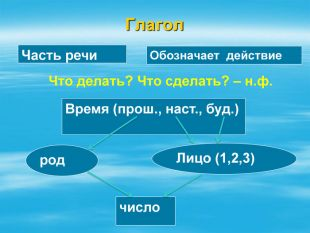 Глагол
Часть речи
Обозначает действие
Что делать? Что сделать? – н.ф.
Время (прош., наст., буд.)
род
Лицо (1,2,3)
число